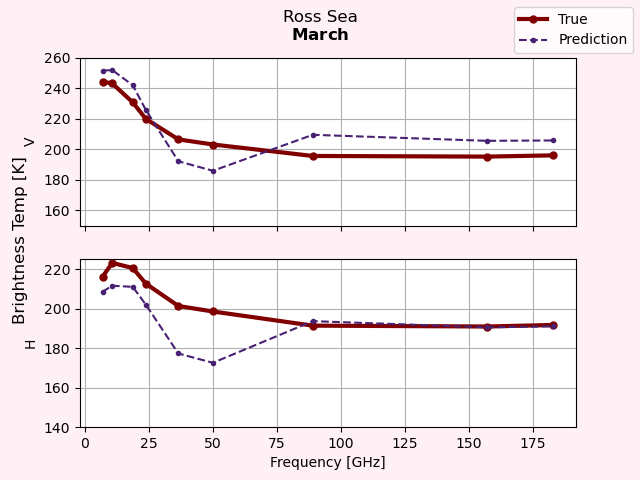 Ross Sea
March
True
Prediction
Brightness Temp [K]
V
260
240
220
200
180
160
H
220
200
180
160
140
0 25 50 75 100 125 150 175
Frequency [GHz]